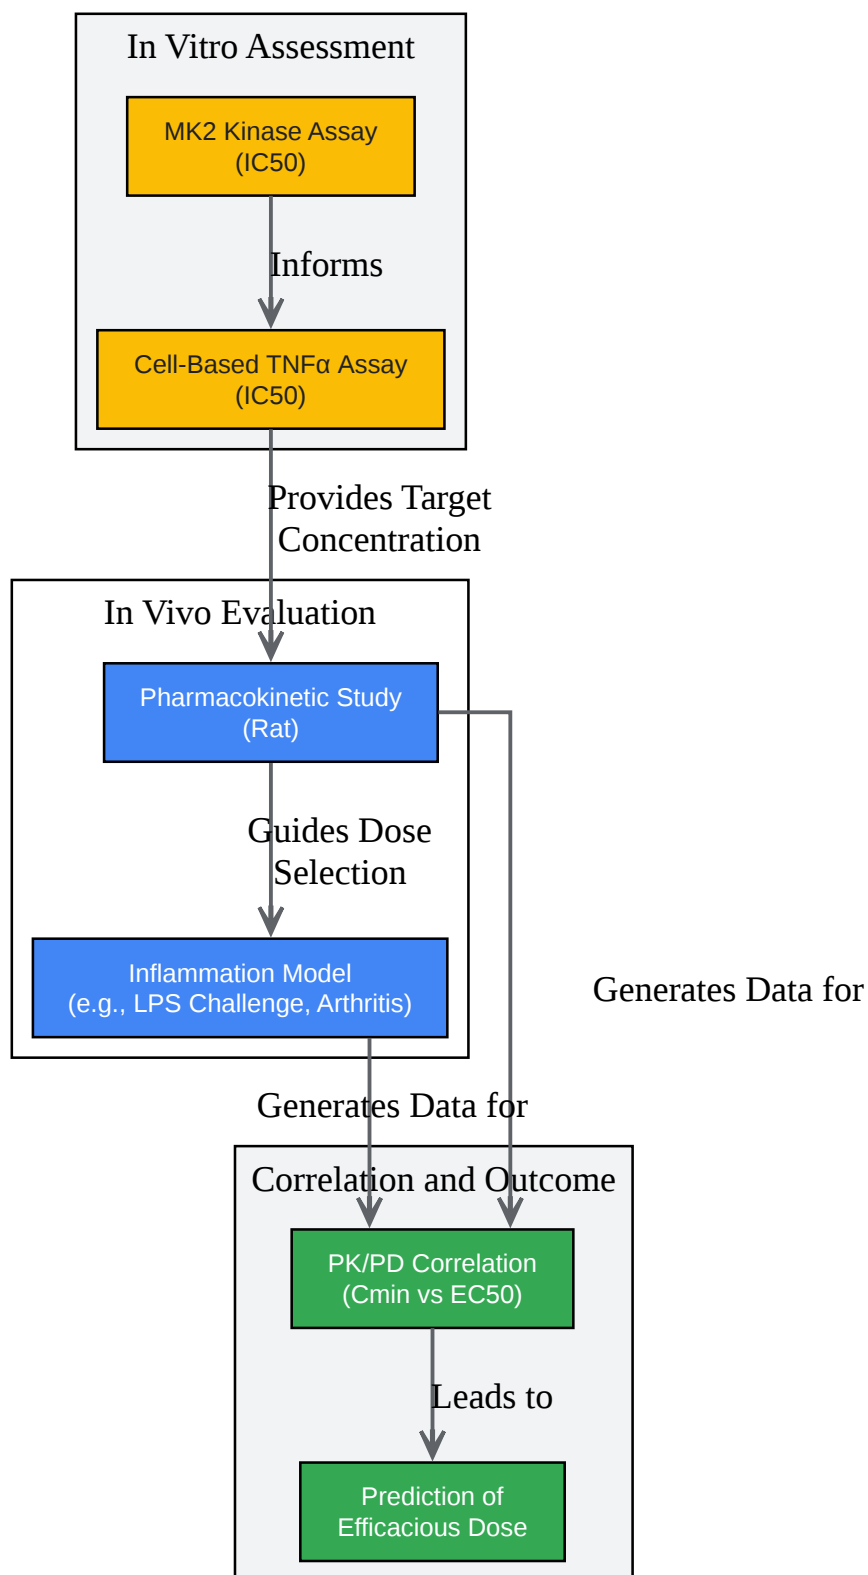 In Vitro Assessment
MK2 Kinase Assay
(IC50)
Informs
Cell-Based TNFα Assay
(IC50)
Provides Target
Concentration
In Vivo Evaluation
Pharmacokinetic Study
(Rat)
Guides Dose
Selection
Inflammation Model
(e.g., LPS Challenge, Arthritis)
Generates Data for
Generates Data for
Correlation and Outcome
PK/PD Correlation
(Cmin vs EC50)
Leads to
Prediction of
Efficacious Dose